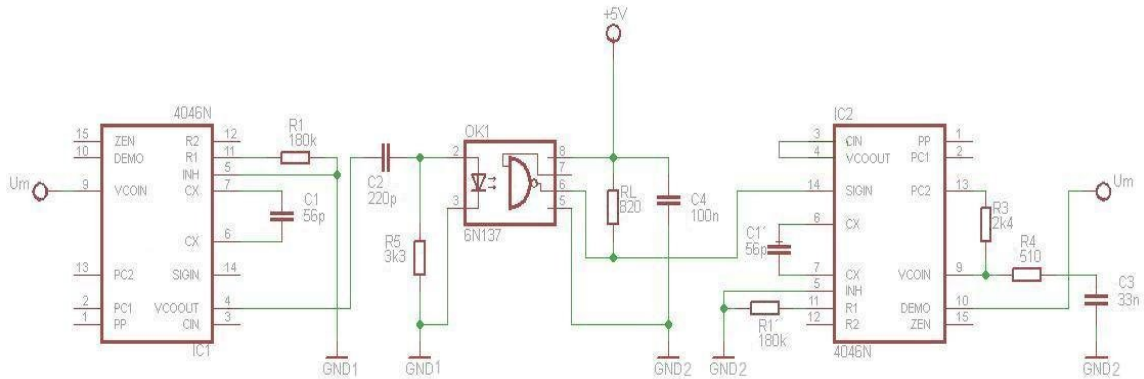 +5V
4046N
15
ZEN
R2
12
10
DEMO
R1
11
INH
5
Um
9
VCOIN
CX
7
CX
6
13
PC2
SIGIN
14
2
PC1
VCOOUT
4
1
PP
CIN
3
IC1
R1
180k
C1
56p
GND1
C2
220p
R5
3k3
GND1
OK1
2
8
7
6
3
5
6N137
RL
820
C4
100n
GND2
GND2
IC2
3
CIN
PP
1
4
VCOOUT
PC1
2
14
SIGIN
PC2
13
6
CX
7
CX
VCOIN
9
5
INH
11
R1
DEMO
10
12
R2
ZEN
15
4046N
C1´
56p
R1´
180k
R3
2k4
R4
510
C3
33n
Um
GND2